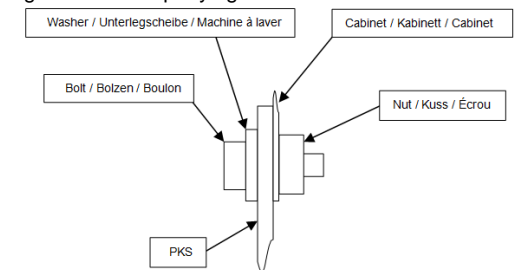 Washer / Unterlegscheibe / Machine à laver
Cabinet / Kabinett / Cabinet
Bolt / Bolzen / Boulon
Nut / Kuss / Écrou
PKS